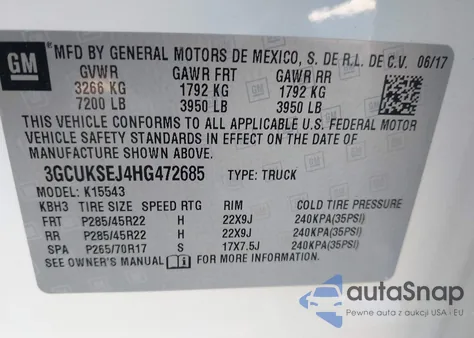 GM
MFD BY GENERAL MOTORS DE MEXICO, S. DE R.L. DE C.V. 06/17
GVWR GAWR FRT GAWR RR
3266 KG 1792 KG 1792 KG
7200 LB 3950 LB 3950 LB
THIS VEHICLE CONFORMS TO ALL APPLICABLE U.S. FEDERAL MOTOR
VEHICLE SAFETY STANDARDS IN EFFECT ON THE DATE OF
MANUFACTURE SHOWN ABOVE.
3GCUKSEJ4HG472685 TYPE: TRUCK
MODEL: K15543
KBH3 TIRE SIZE SPEED RTG RIM COLD TIRE PRESSURE
FRT P285/45R22 H 22X9J 240KPA(35PSI)
RR P285/45R22 H 22X9J 240KPA(35PSI)
SPA P265/70R17 S 17X7.5J 240KPA(35PSI)
SEE OWNER'S MANUAL FOR MORE INFORMATION
autoSnap
Pewne auta z aukcji USA i EU